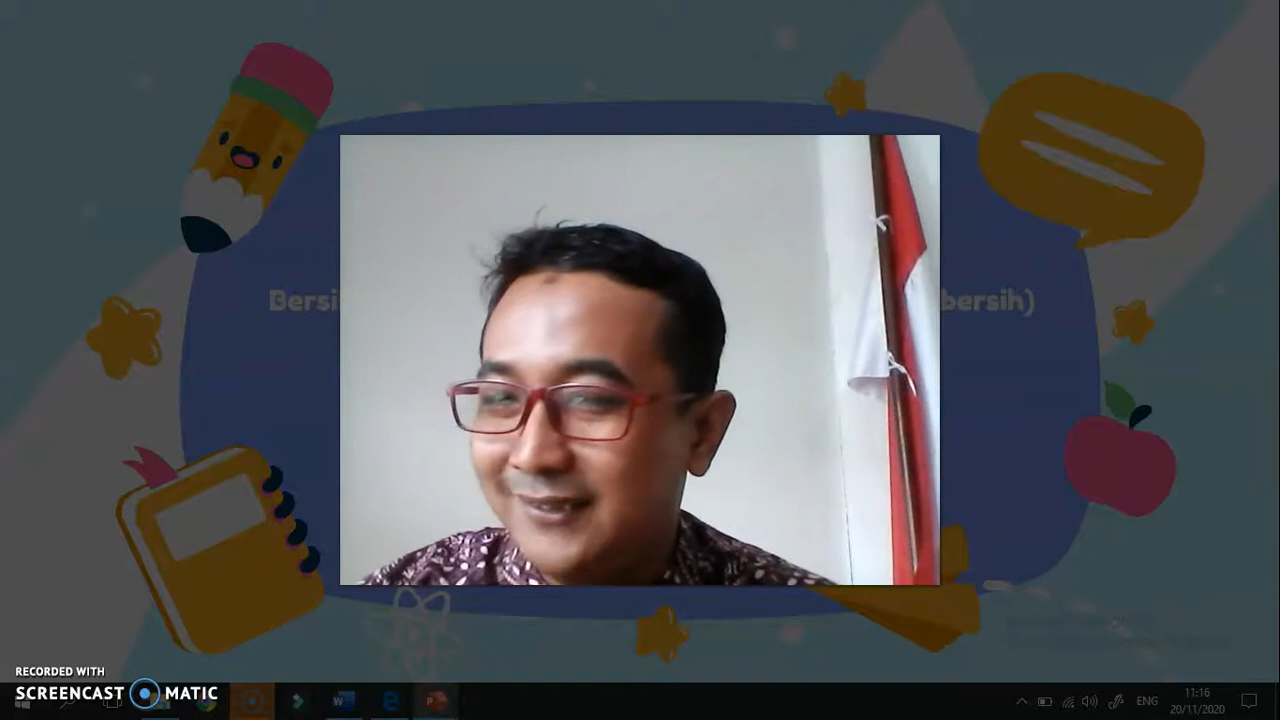 Bersi
bersih)
RECORDED WITH
SCREENCAST MATIC
ENG
11:16
20/11/2020